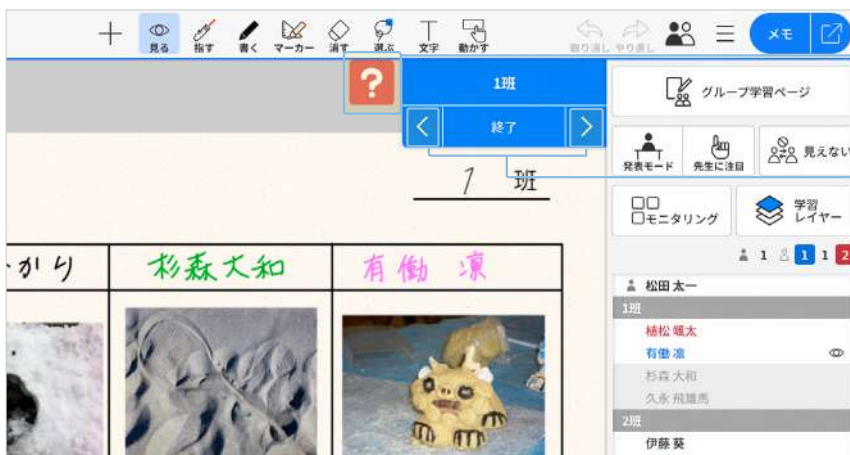 見る 指す 書く マーカー 消す 選ぶ 文字 動かす 取り消し やり直し メモ
?
1班
終了
グループ学習ページ
発表モード 先生に注目 見えない
モニタリング 学習レイヤー
1 1 1 2
1 班
かり 杉森大和 有働 凛
松田 太一
1班
植松 颯太
有働 凛
杉森 大和
久永 飛雄馬
2班
伊藤 葵